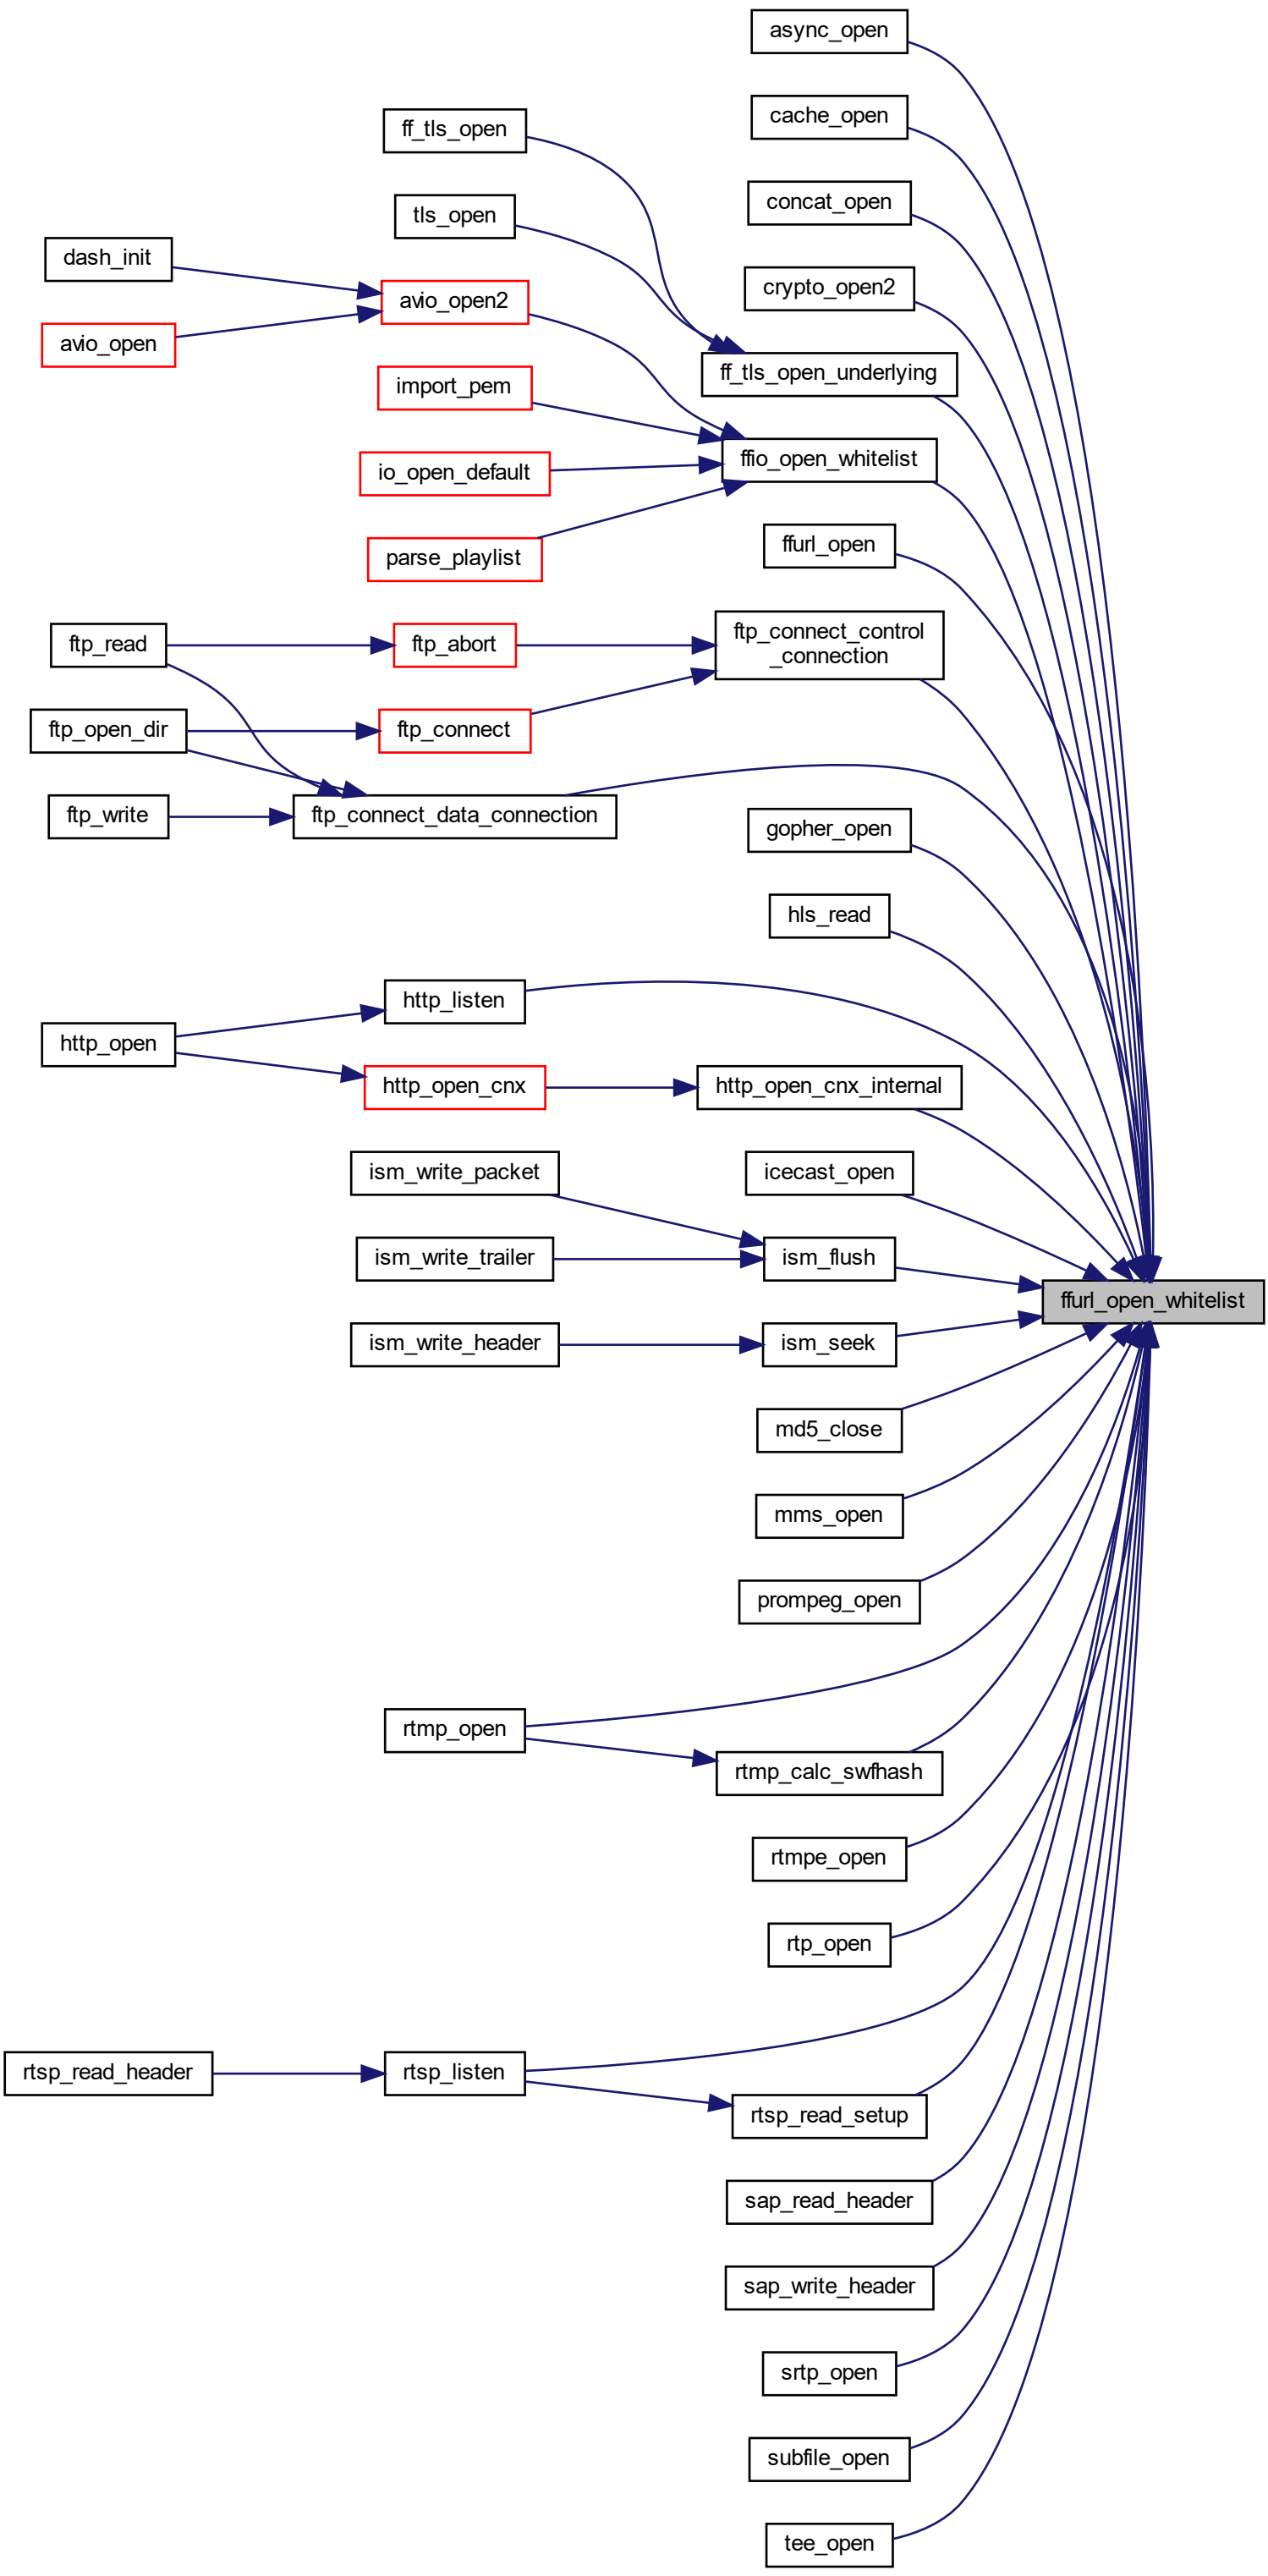 async_open
cache_open
ff_tls_open
concat_open
tls_open
dash_init
crypto_open2
avio_open2
avio_open
ff_tls_open_underlying
import_pem
ffio_open_whitelist
io_open_default
ffurl_open
parse_playlist
ftp_connect_control
_connection
ftp_read
ftp_abort
ftp_open_dir
ftp_connect
ftp_write
ftp_connect_data_connection
gopher_open
hls_read
http_listen
http_open
http_open_cnx
http_open_cnx_internal
ism_write_packet
icecast_open
ism_write_trailer
ism_flush
ffurl_open_whitelist
ism_write_header
ism_seek
md5_close
mms_open
prompeg_open
rtmp_open
rtmp_calc_swfhash
rtmpe_open
rtp_open
rtsp_read_header
rtsp_listen
rtsp_read_setup
sap_read_header
sap_write_header
srtp_open
subfile_open
tee_open